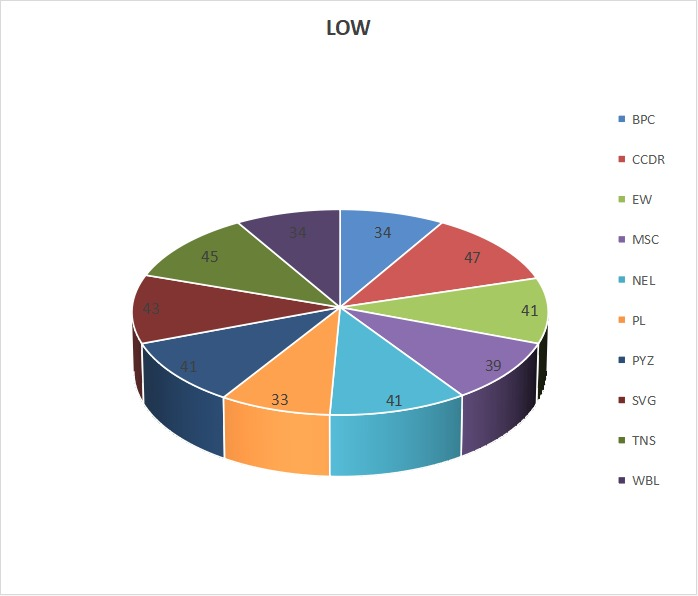 LOW
BPC
CCDR
EW
MSC
NEL
PL
PYZ
SVG
TNS
WBL
34
47
41
39
41
33
41
43
45
34